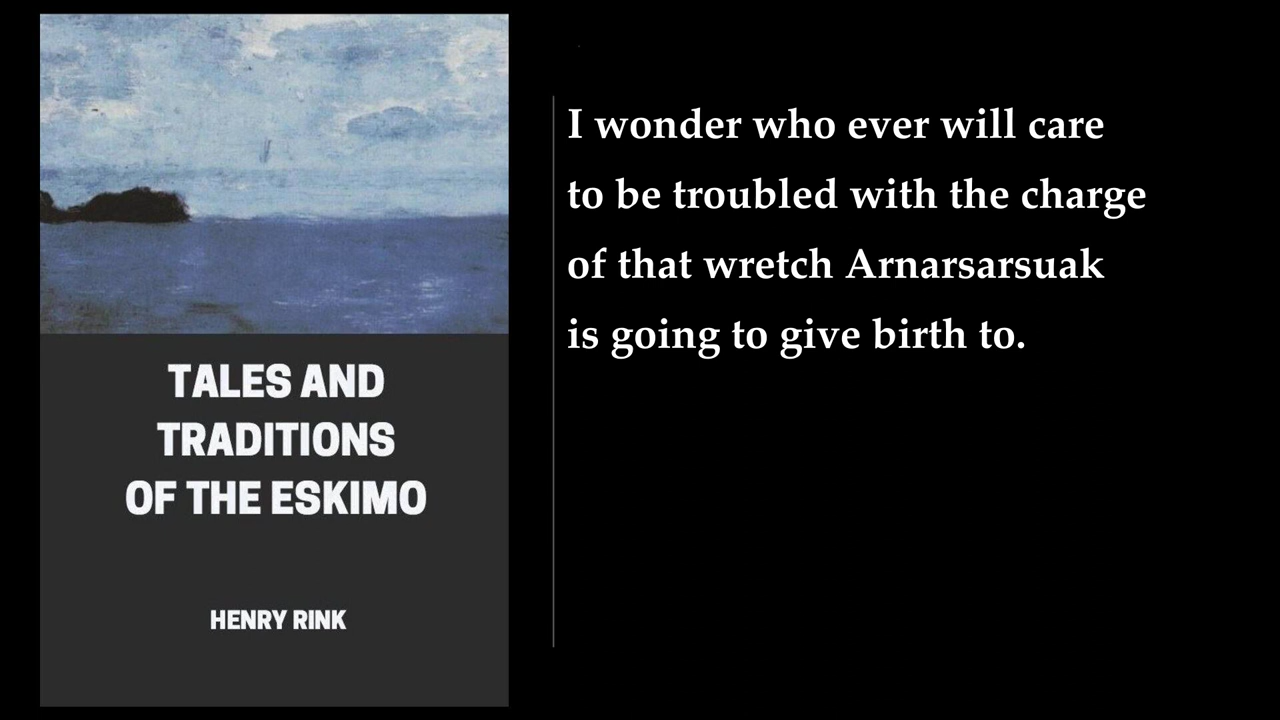 TALES AND
TRADITIONS
OF THE ESKIMO
HENRY RINK
I wonder who ever will care
to be troubled with the charge
of that wretch Arnarsarsuak
is going to give birth to.